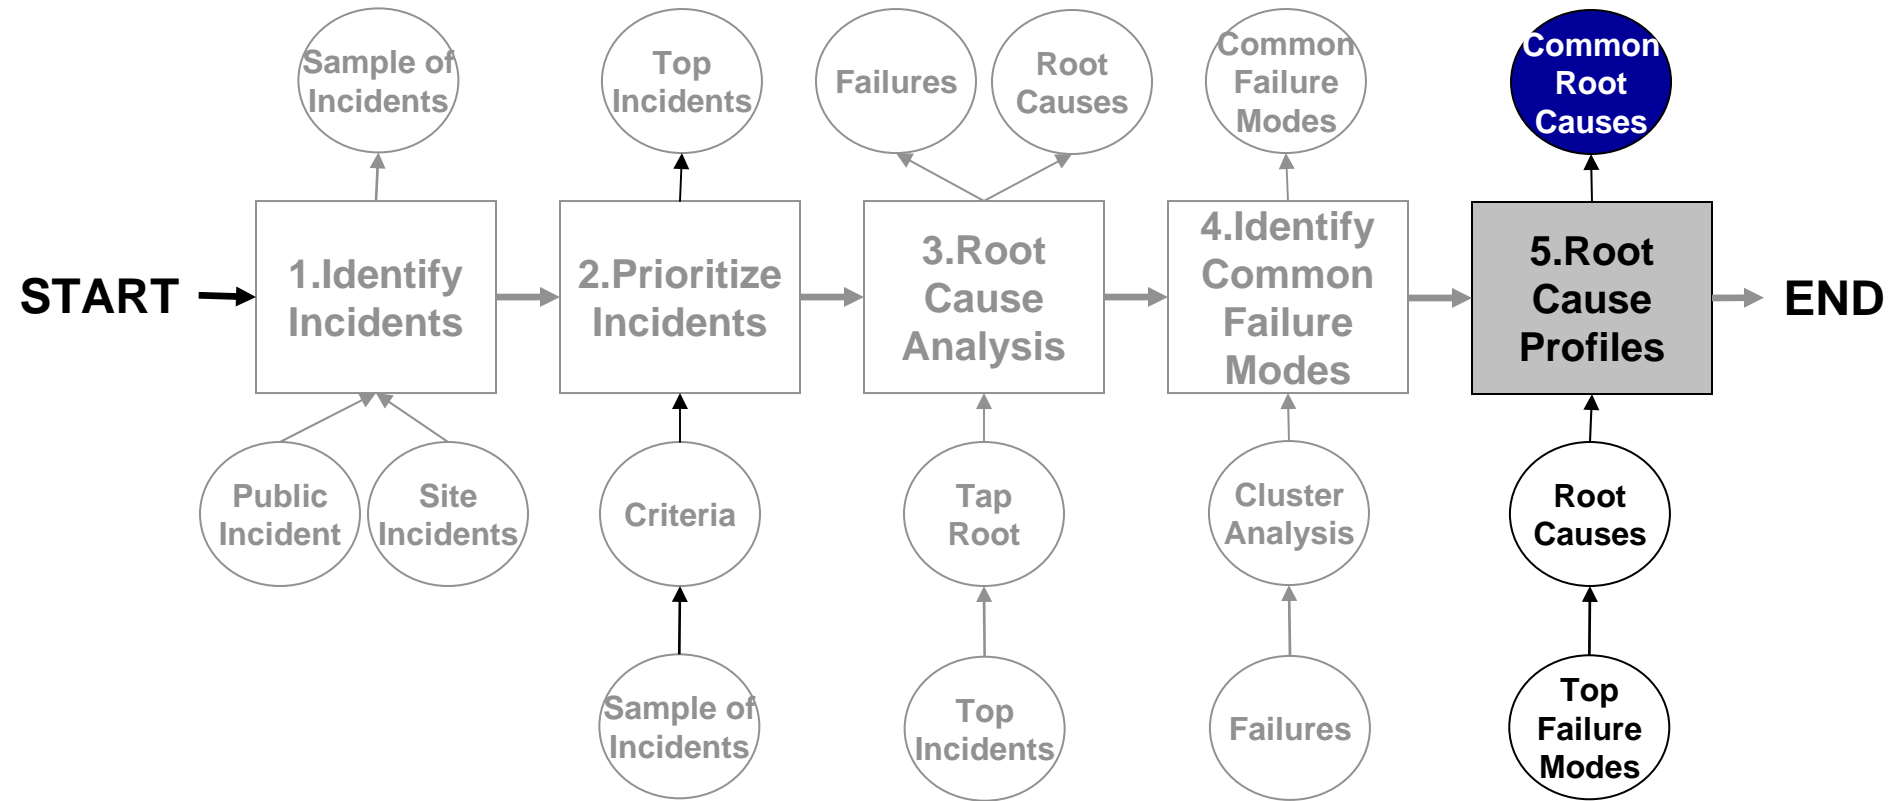 Sample of
Incidents
Top
Incidents
Failures
Root
Causes
Common
Failure
Modes
Common
Root
Causes
START
1.Identify
Incidents
2.Prioritize
Incidents
3.Root
Cause
Analysis
4.Identify
Common
Failure
Modes
5.Root
Cause
Profiles
END
Public
Incident
Site
Incidents
Criteria
Tap
Root
Cluster
Analysis
Root
Causes
Sample of
Incidents
Top
Incidents
Failures
Top
Failure
Modes